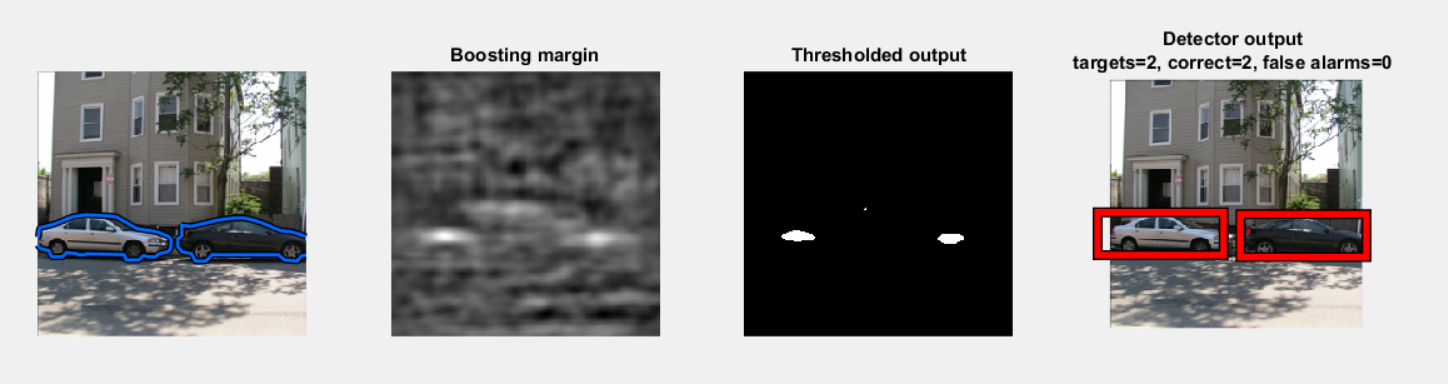 Boosting margin
Thresholded output
Detector output
targets=2, correct=2, false alarms=0